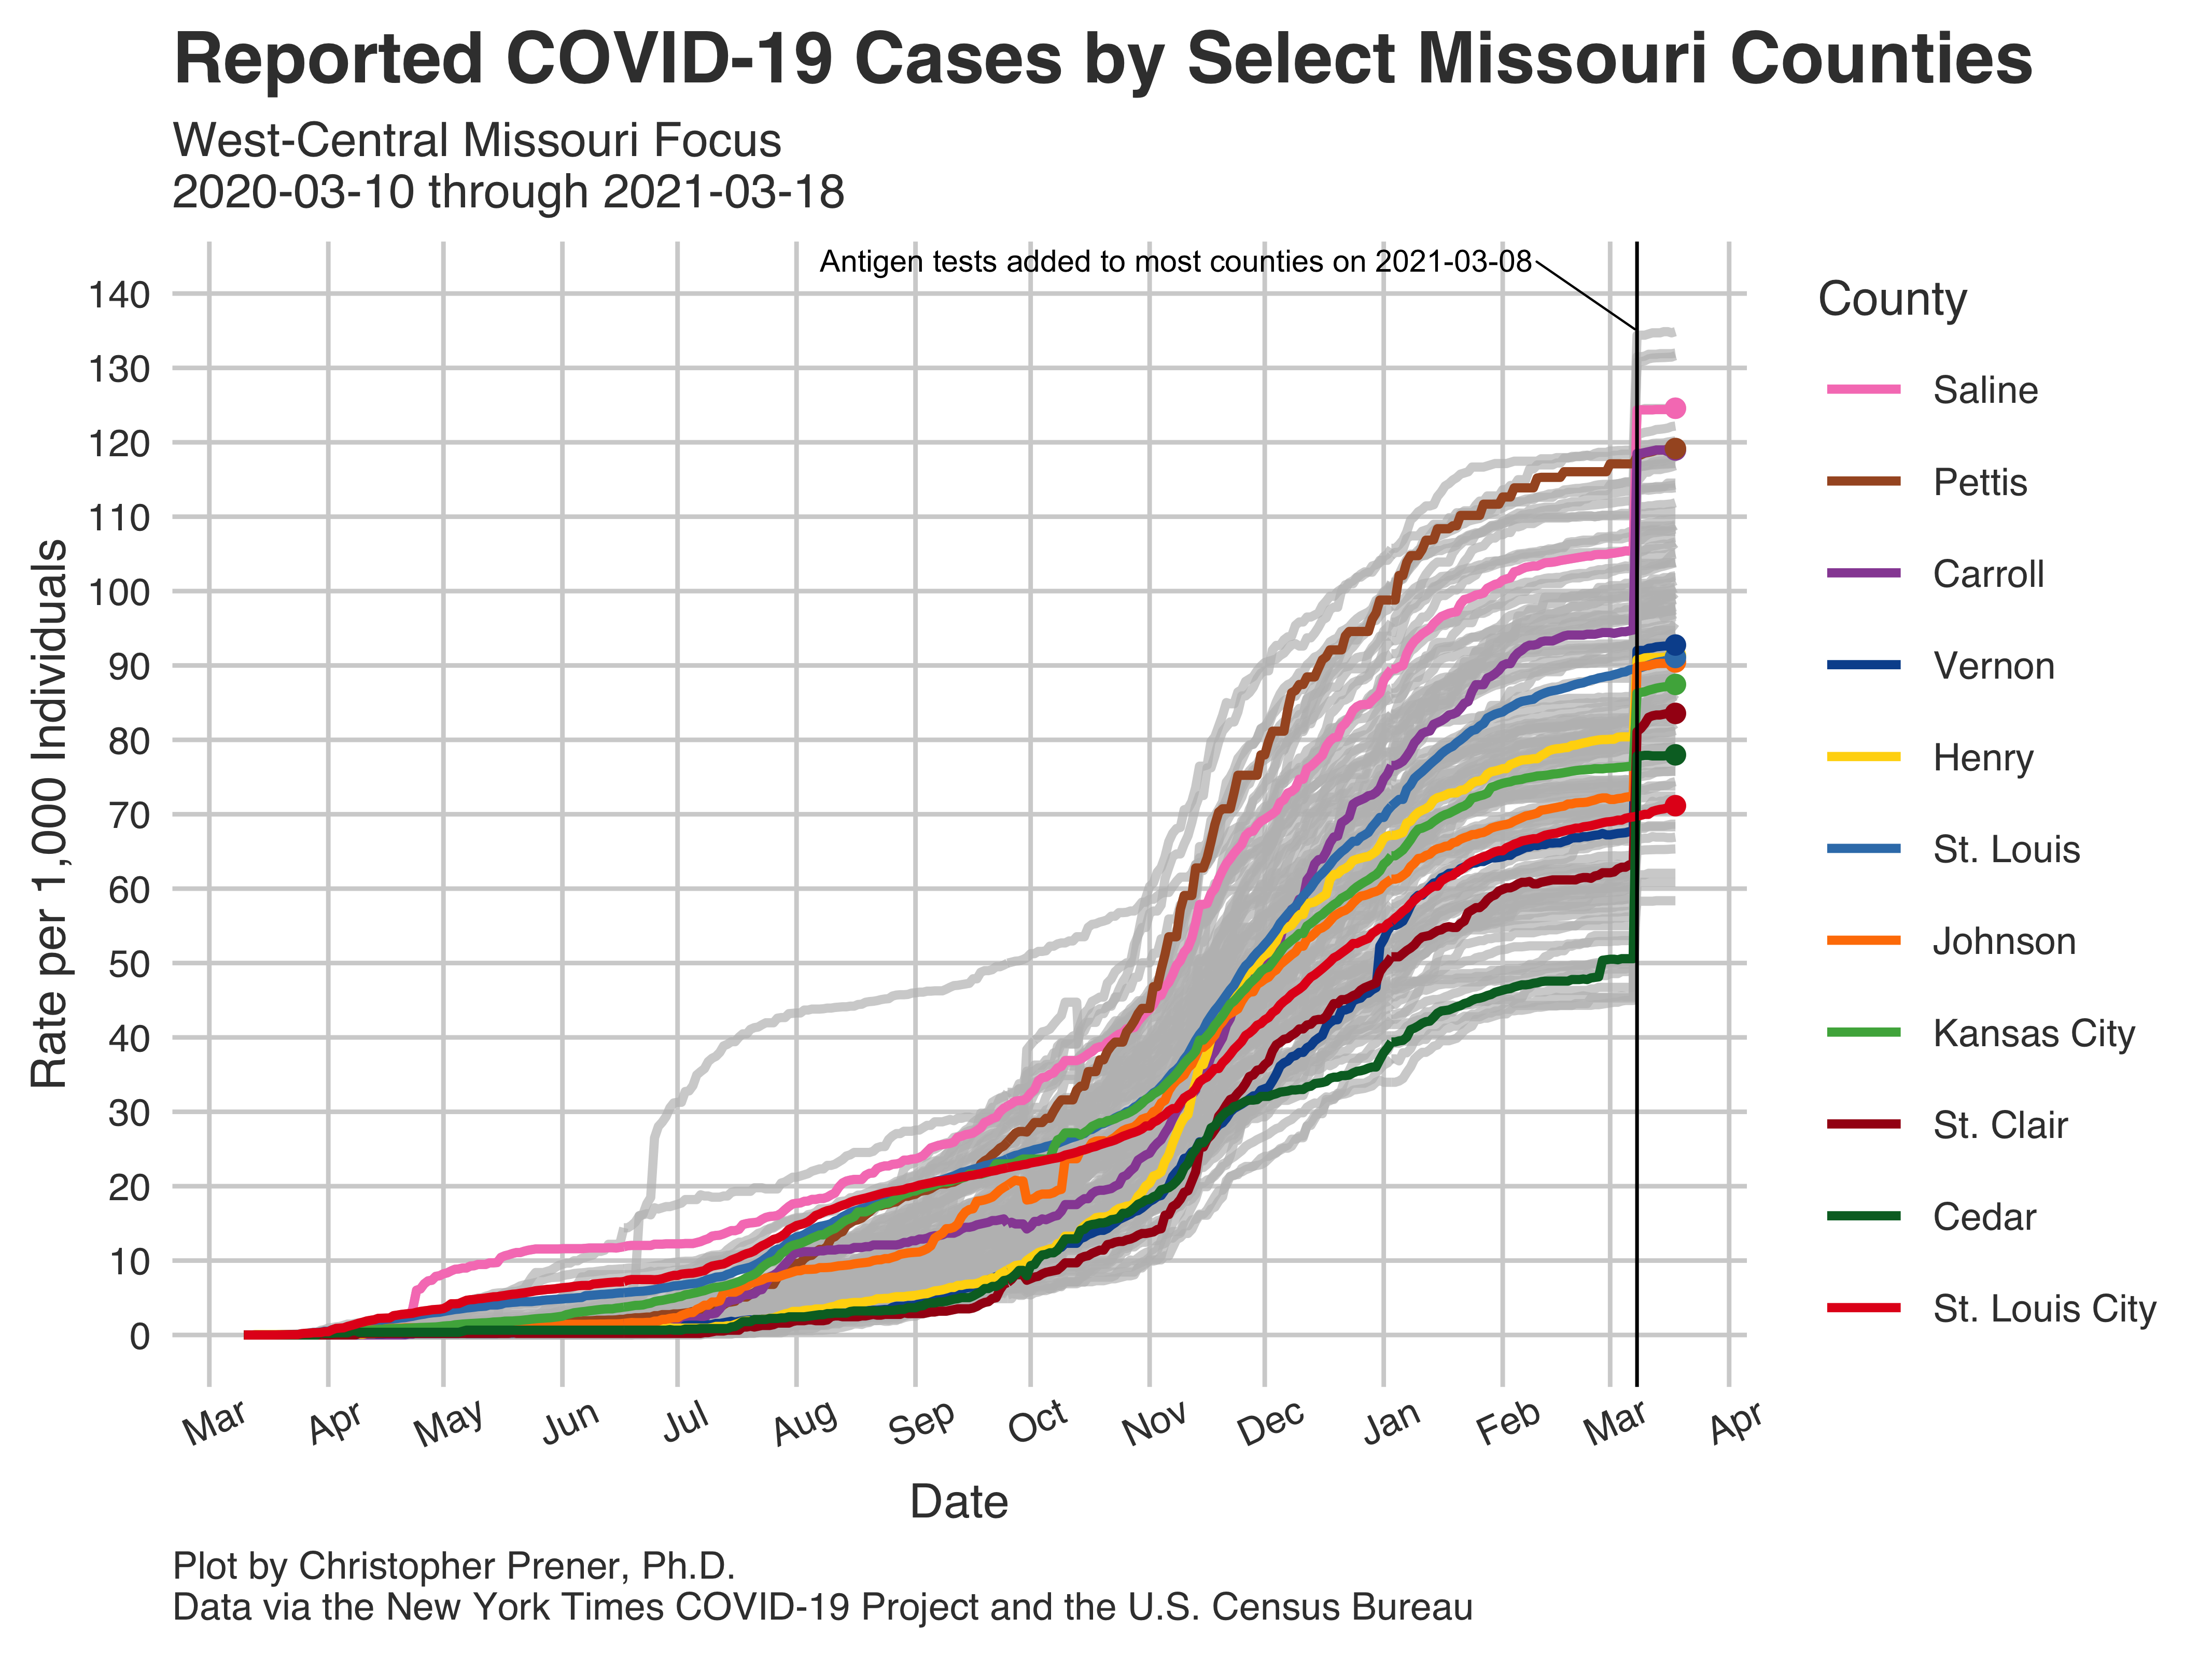 Reported COVID-19 Cases by Select Missouri Counties
West-Central Missouri Focus
2020-03-10 through 2021-03-18
Antigen tests added to most counties on 2021-03-08
140
130
120
110
100
90
80
70
60
50
40
30
20
10
0
Rate per 1,000 Individuals
Mar
Apr
May
Jun
Jul
Aug
Sep
Oct
Nov
Dec
Jan
Feb
Mar
Apr
Date
County
Saline
Pettis
Carroll
Vernon
Henry
St. Louis
Johnson
Kansas City
St. Clair
Cedar
St. Louis City
Plot by Christopher Prener, Ph.D.
Data via the New York Times COVID-19 Project and the U.S. Census Bureau